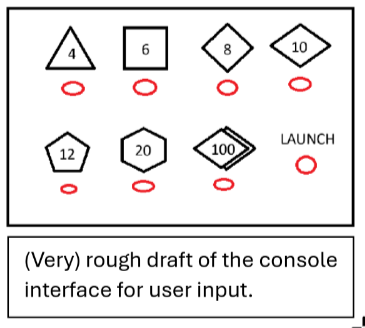 4 6 8 10
12 20 100 LAUNCH
(Very) rough draft of the console
interface for user input.